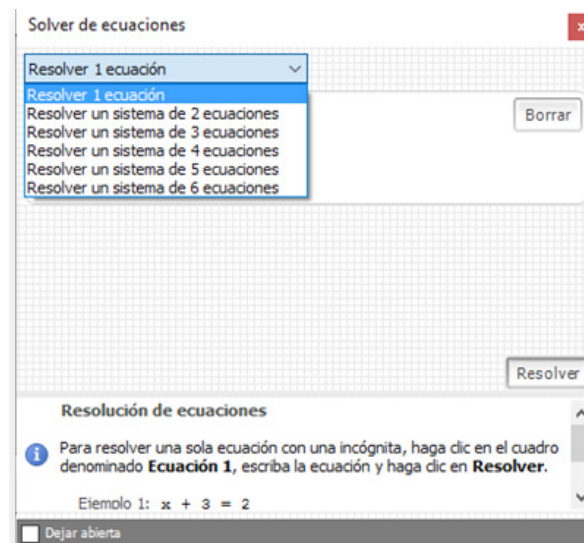 Solver de ecuaciones
x
Resolver 1 ecuación
Resolver 1 ecuación
Resolver un sistema de 2 ecuaciones
Resolver un sistema de 3 ecuaciones
Resolver un sistema de 4 ecuaciones
Resolver un sistema de 5 ecuaciones
Resolver un sistema de 6 ecuaciones
Borrar
Resolver
Resolución de ecuaciones
Para resolver una sola ecuación con una incógnita, haga clic en el cuadro
denominado Ecuación 1, escriba la ecuación y haga clic en Resolver.
Ejemplo 1: x + 3 = 2
Dejar abierta